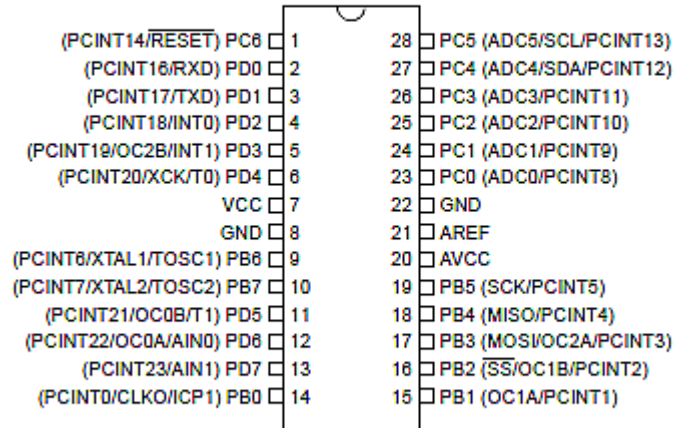 (PCINT14/RESET) PC6 1 28 PC5 (ADC5/SCL/PCINT13)
(PCINT16/RXD) PD0 2 27 PC4 (ADC4/SDA/PCINT12)
(PCINT17/TXD) PD1 3 26 PC3 (ADC3/PCINT11)
(PCINT18/INT0) PD2 4 25 PC2 (ADC2/PCINT10)
(PCINT19/OC2B/INT1) PD3 5 24 PC1 (ADC1/PCINT9)
(PCINT20/XCK/T0) PD4 6 23 PC0 (ADC0/PCINT8)
VCC 7 22 GND
GND 8 21 AREF
(PCINT6/XTAL1/TOSC1) PB6 9 20 AVCC
(PCINT7/XTAL2/TOSC2) PB7 10 19 PB5 (SCK/PCINT5)
(PCINT21/OC0B/T1) PD5 11 18 PB4 (MISO/PCINT4)
(PCINT22/OC0A/AIN0) PD6 12 17 PB3 (MOSI/OC2A/PCINT3)
(PCINT23/AIN1) PD7 13 16 PB2 (SS/OC1B/PCINT2)
(PCINT0/CLKO/ICP1) PB0 14 15 PB1 (OC1A/PCINT1)